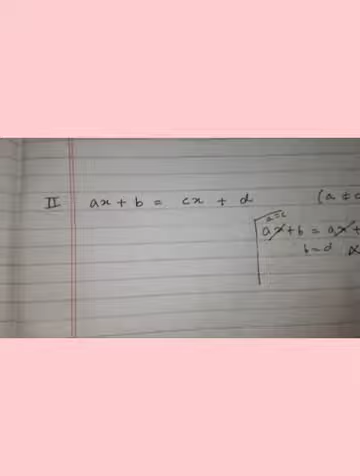 II ax + b = cx + d (a ≠ c
a=c
ax + b = ax +
b = d